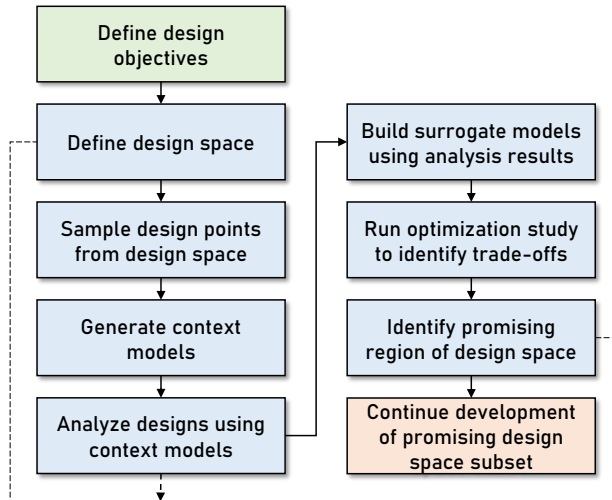 Define design
objectives
Define design space
Sample design points
from design space
Generate context
models
Analyze designs using
context models
Build surrogate models
using analysis results
Run optimization study
to identify trade-offs
Identify promising
region of design space
Continue development
of promising design
space subset